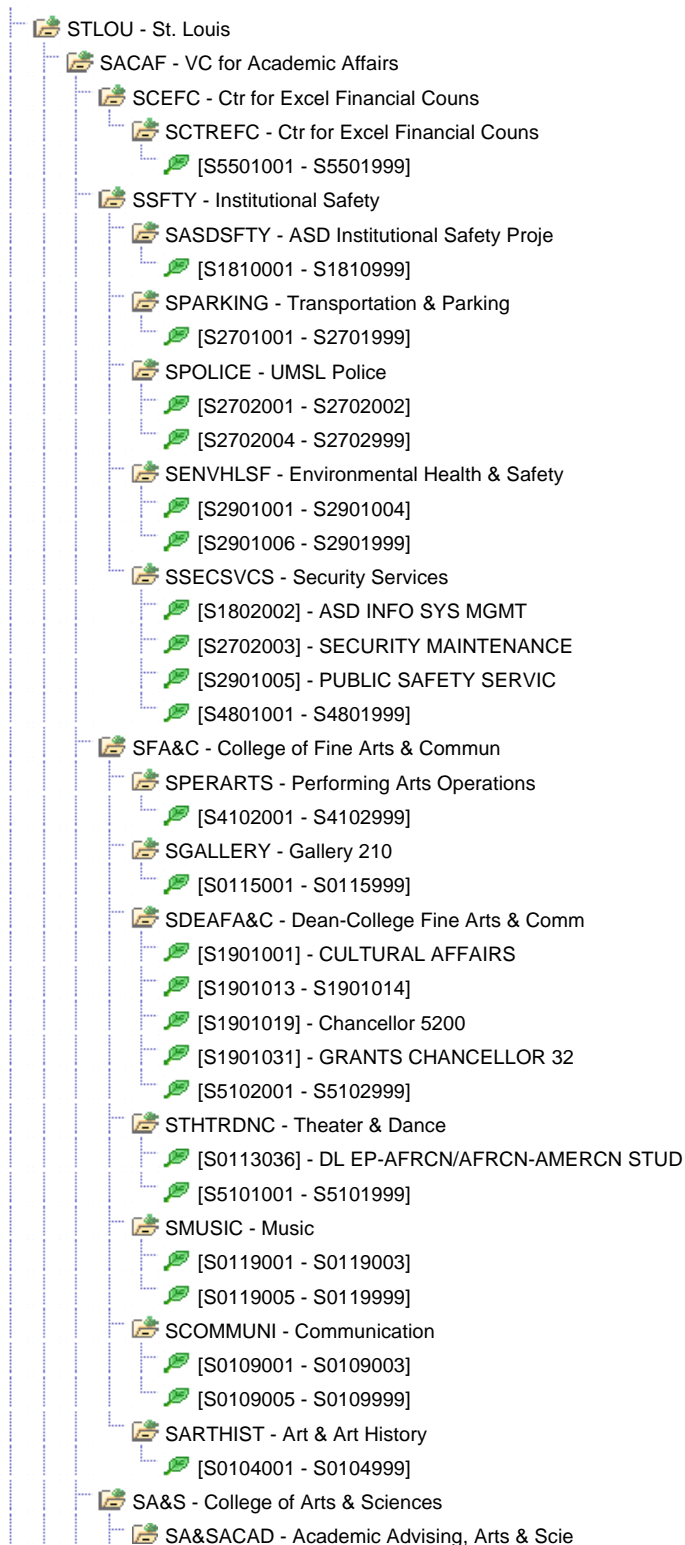 STLOU - St. Louis
SACAF - VC for Academic Affairs
SCEFC - Ctr for Excel Financial Couns
SCTREFC - Ctr for Excel Financial Couns
[S5501001 - S5501999]
SSFTY - Institutional Safety
SASDSFTY - ASD Institutional Safety Proje
[S1810001 - S1810999]
SPARKING - Transportation & Parking
[S2701001 - S2701999]
SPOLICE - UMSL Police
[S2702001 - S2702002]
[S2702004 - S2702999]
SENVHLSF - Environmental Health & Safety
[S2901001 - S2901004]
[S2901006 - S2901999]
SSECSVCS - Security Services
[S1802002] - ASD INFO SYS MGMT
[S2702003] - SECURITY MAINTENANCE
[S2901005] - PUBLIC SAFETY SERVIC
[S4801001 - S4801999]
SFA&C - College of Fine Arts & Commun
SPERARTS - Performing Arts Operations
[S4102001 - S4102999]
SGALLERY - Gallery 210
[S0115001 - S0115999]
SDEAFA&C - Dean-College Fine Arts & Comm
[S1901001] - CULTURAL AFFAIRS
[S1901013 - S1901014]
[S1901019] - Chancellor 5200
[S1901031] - GRANTS CHANCELLOR 32
[S5102001 - S5102999]
STHTRDNC - Theater & Dance
[S0113036] - DL EP-AFRCN/AFRCN-AMERCN STUD
[S5101001 - S5101999]
SMUSIC - Music
[S0119001 - S0119003]
[S0119005 - S0119999]
SCOMMUNI - Communication
[S0109001 - S0109003]
[S0109005 - S0109999]
SARTHIST - Art & Art History
[S0104001 - S0104999]
SA&S - College of Arts & Sciences
SA&SACAD - Academic Advising, Arts & Scie